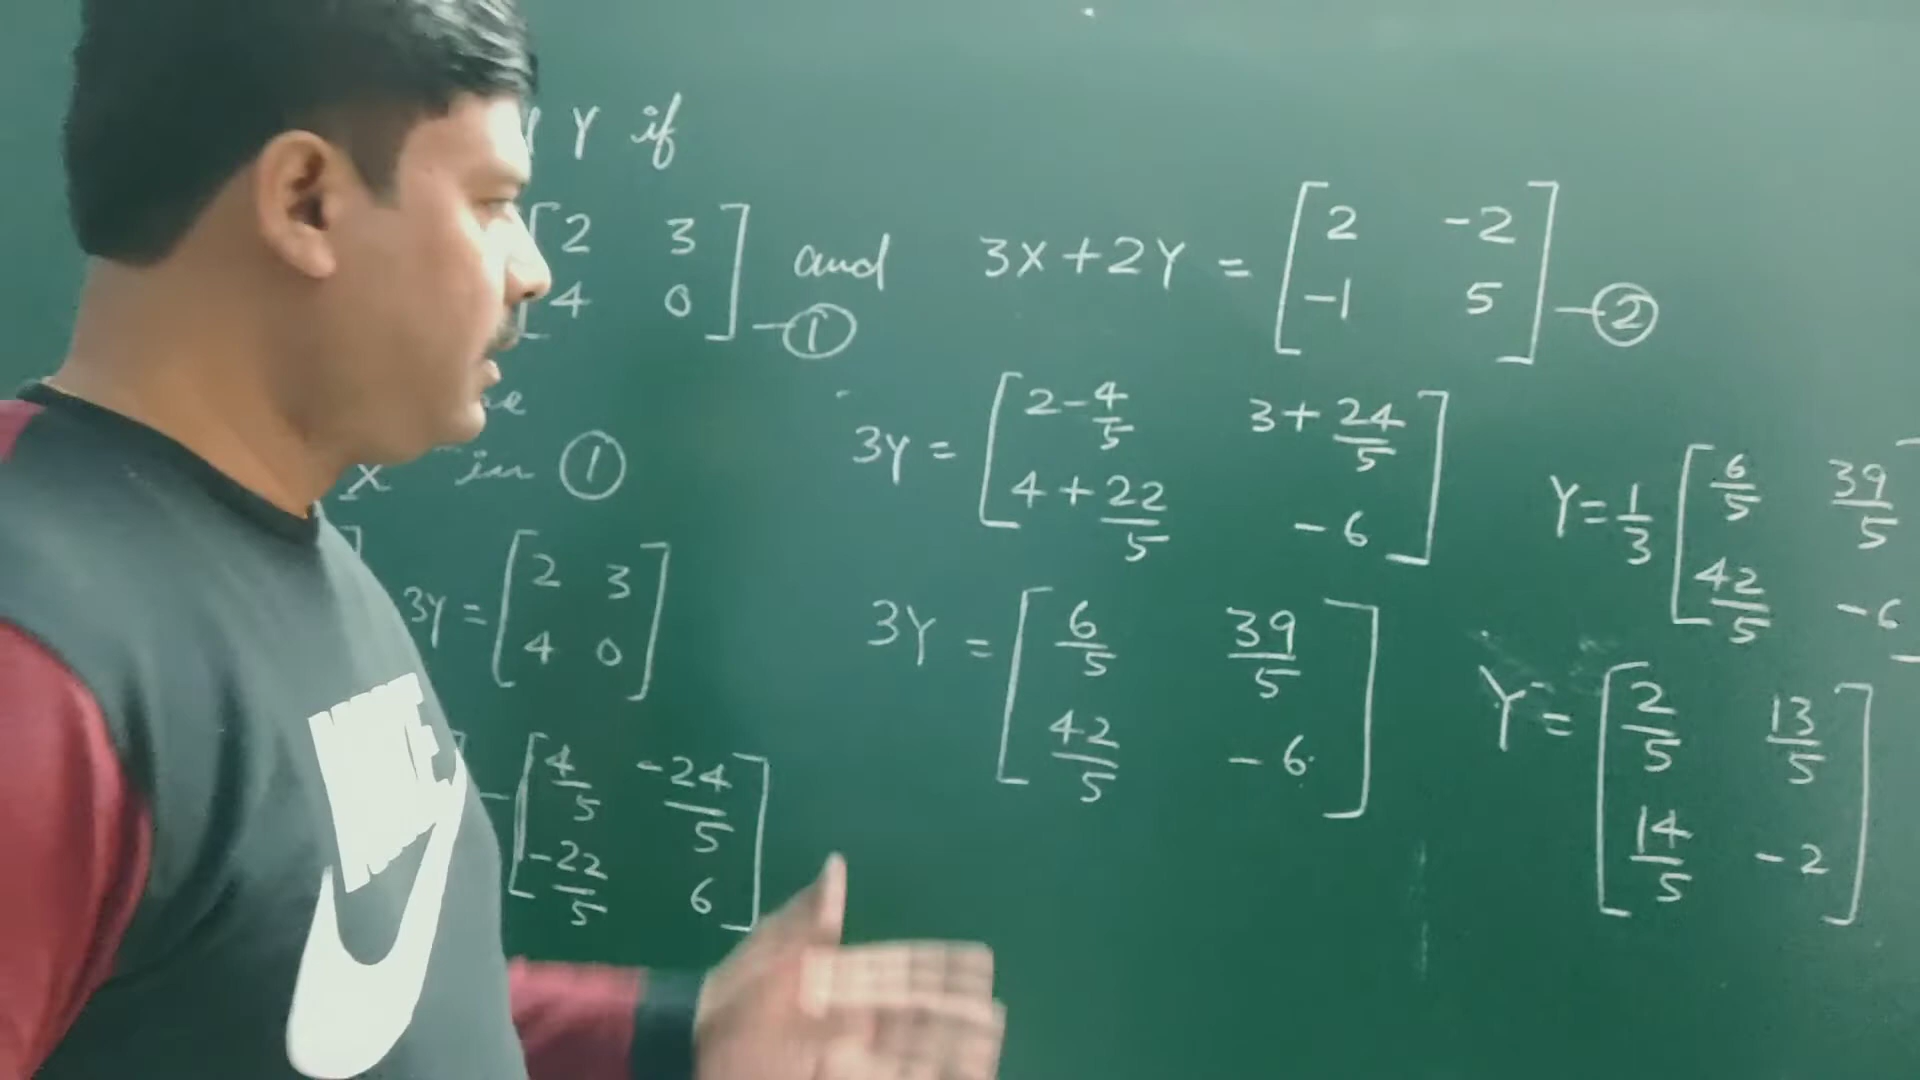 Y if
[2 3
4 0] —① and 3X+2Y = [2 -2
-1 5] —②
X in ①
3Y = [2 3
4 0]
- [4/5 -24/5
-22/5 6]
3Y = [2-4/5 3+24/5
4+22/5 -6]
3Y = [6/5 39/5
42/5 -6]
Y = 1/3 [6/5 39/5
42/5 -6]
Y = [2/5 13/5
14/5 -2]
NIKE